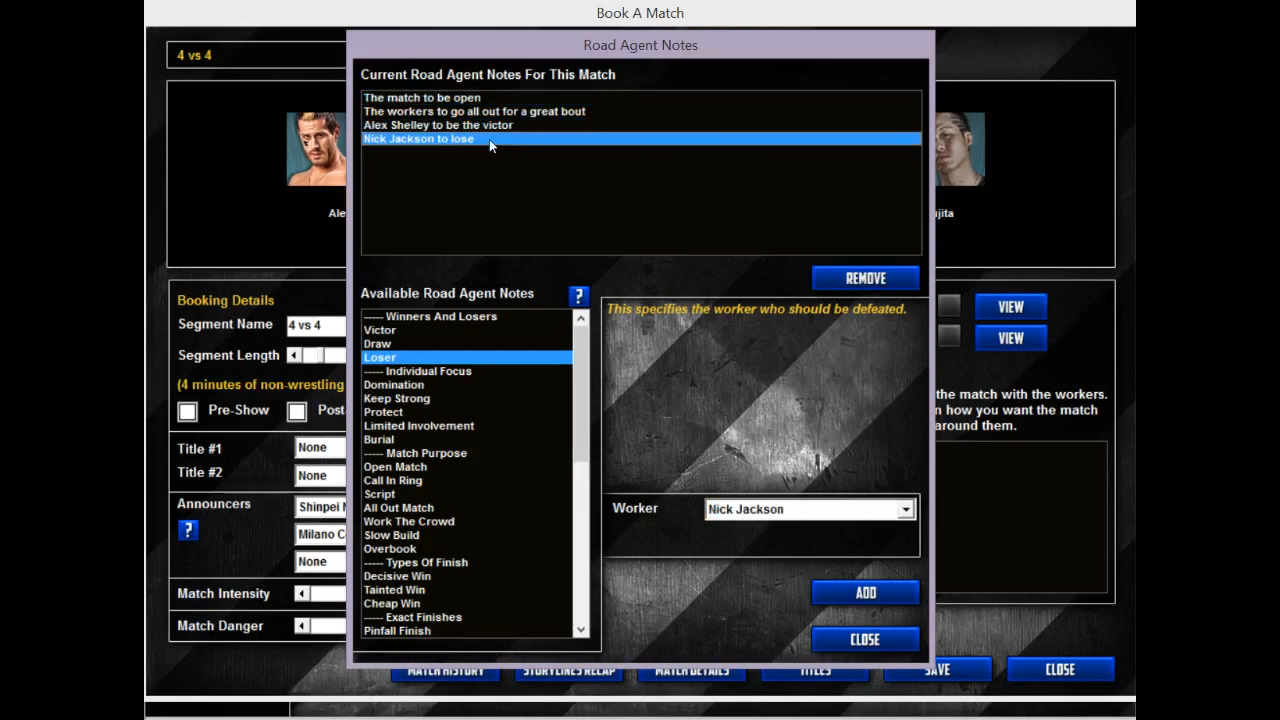 Book A Match
4 vs 4
Road Agent Notes
Current Road Agent Notes For This Match
The match to be open
The workers to go all out for a great bout
Alex Shelley to be the victor
Nick Jackson to lose
Ale
jita
REMOVE
Booking Details
Segment Name 4 vs 4
Segment Length
(4 minutes of non-wrestling
Pre-Show Post
Title #1 None
Title #2 None
Announcers Shinpei N
? Milano C
None
Match Intensity
Match Danger
Available Road Agent Notes ?
----- Winners And Losers
Victor
Draw
Loser
----- Individual Focus
Domination
Keep Strong
Protect
Limited Involvement
Burial
----- Match Purpose
Open Match
Call In Ring
Script
All Out Match
Work The Crowd
Slow Build
Overbook
----- Types Of Finish
Decisive Win
Tainted Win
Cheap Win
----- Exact Finishes
Pinfall Finish
This specifies the worker who should be defeated.
Worker Nick Jackson
ADD
CLOSE
VIEW
VIEW
the match with the workers.
n how you want the match
around them.
MATCH HISTORY STORYLINES RECAP MATCH DETAILS TITLES SAVE CLOSE